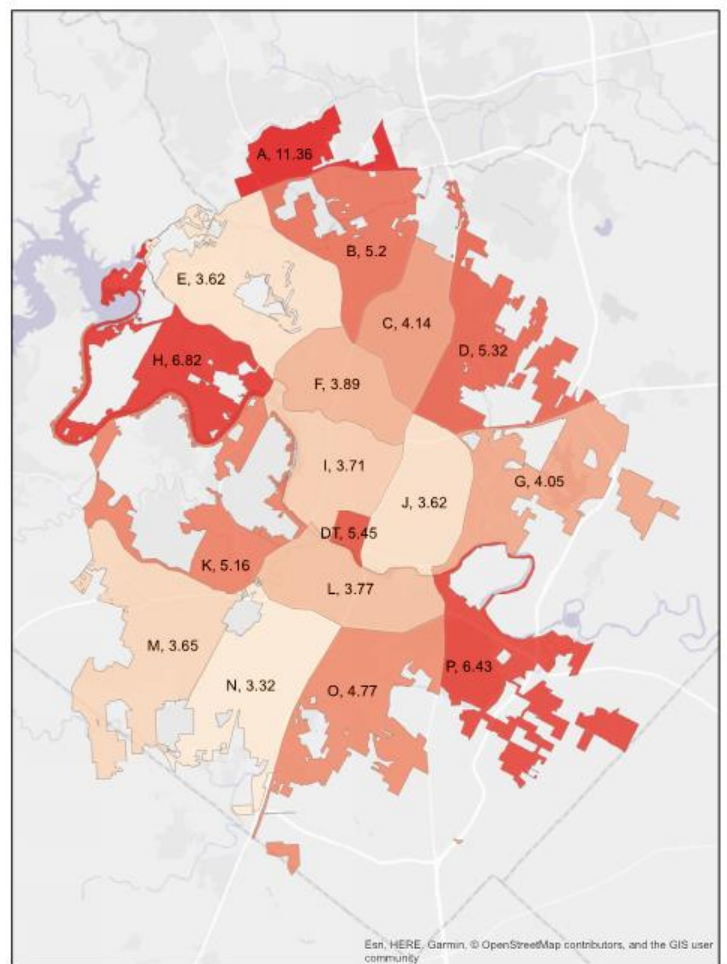 A, 11.36
B, 5.2
E, 3.62
C, 4.14
D, 5.32
H, 6.82
F, 3.89
I, 3.71
G, 4.05
J, 3.62
DT, 5.45
K, 5.16
L, 3.77
M, 3.65
P, 6.43
N, 3.32
O, 4.77
Esri, HERE, Garmin, © OpenStreetMap contributors, and the GIS user
community